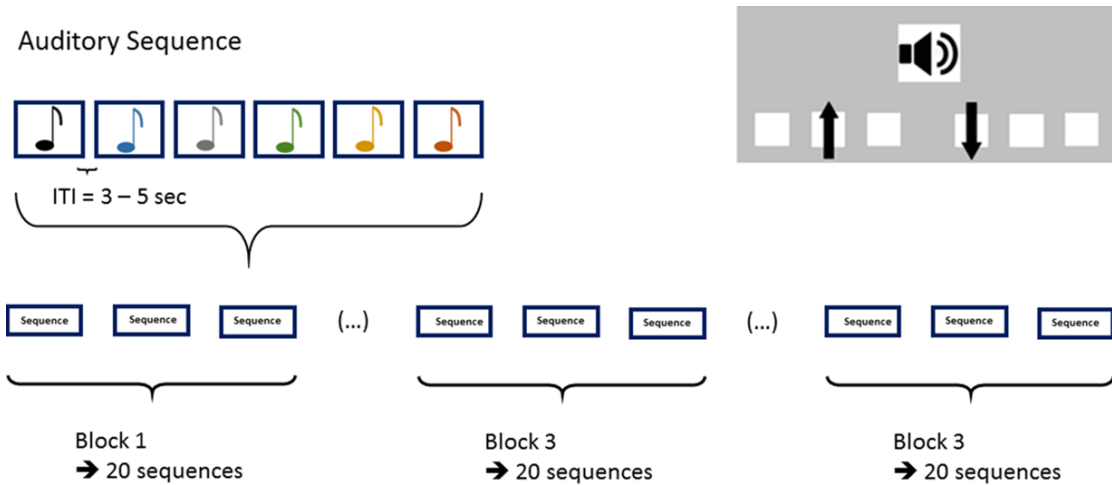 Auditory Sequence
ITI = 3 – 5 sec
Sequence Sequence Sequence (...) Sequence Sequence Sequence (...) Sequence Sequence Sequence
Block 1
➔ 20 sequences
Block 3
➔ 20 sequences
Block 3
➔ 20 sequences